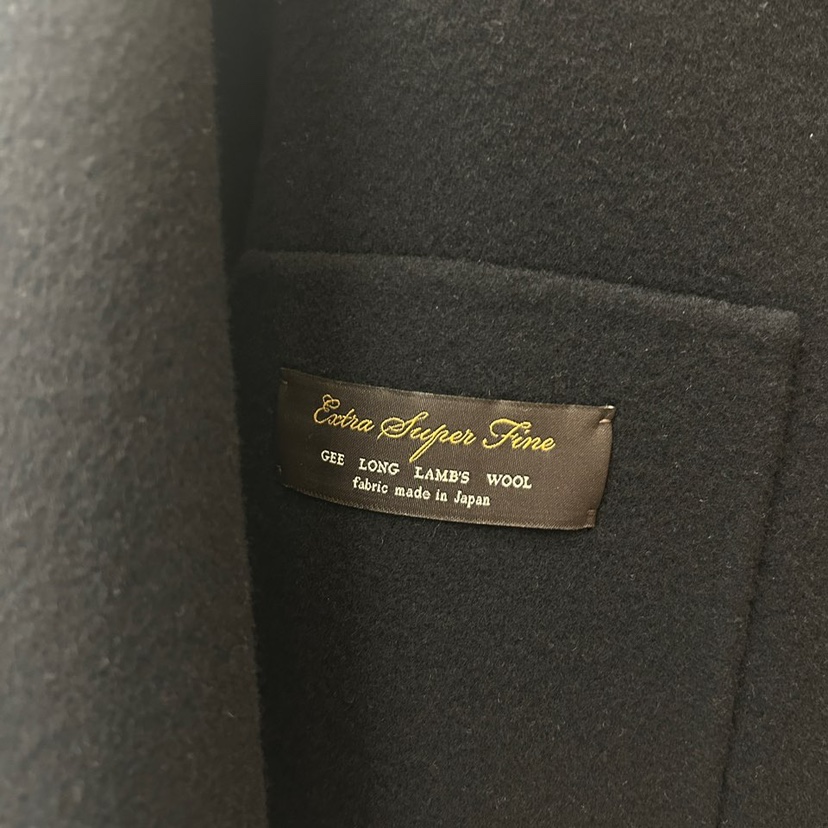 Extra Super Fine
GEE LONG LAMB'S WOOL
fabric made in Japan